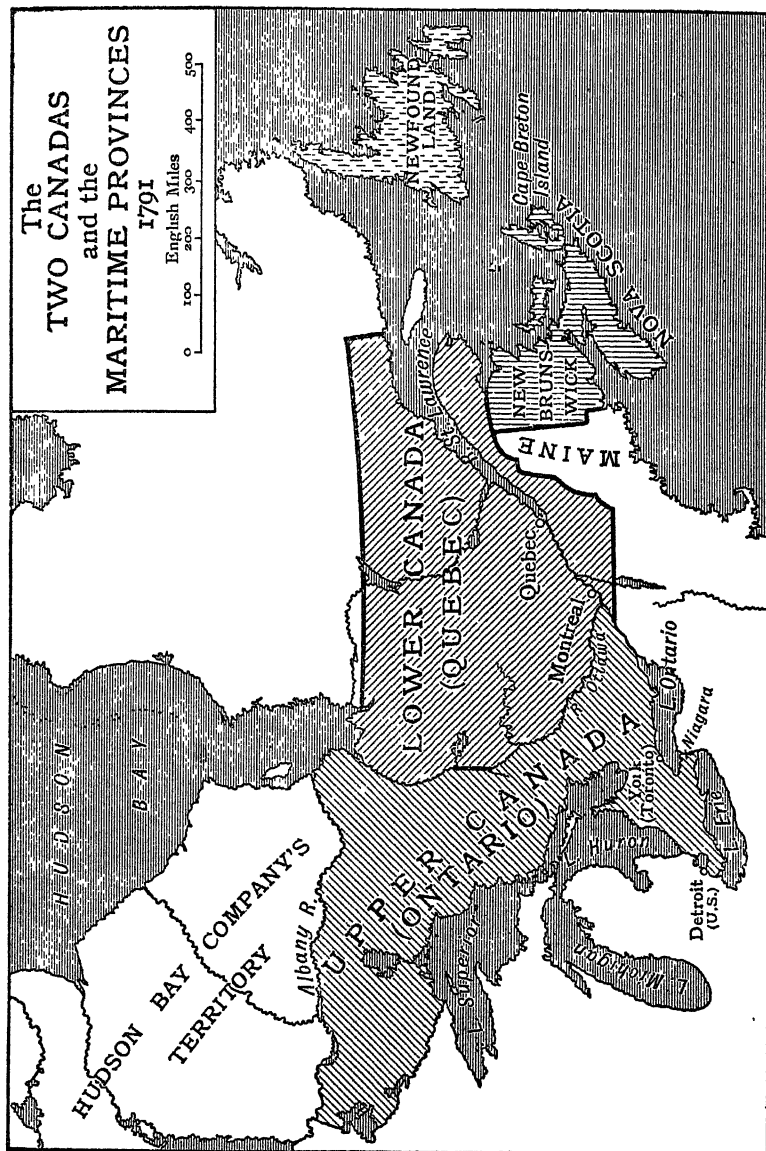 The
TWO CANADAS
and the
MARITIME PROVINCES
1791
English Miles
0 100 200 300 400 500
HUDSON
BAY
HUDSON BAY COMPANY'S
TERRITORY
Albany R.
UPPER CANADA
(ONTARIO)
LOWER CANADA
(QUEBEC)
St. Lawrence
Quebec
Montreal
R. Ottawa
NEWFOUND
LAND
Cape Breton
Island
NOVA SCOTIA
NEW
BRUNS-
WICK
MAINE
L. Superior
L. Michigan
L. Huron
York
(Toronto)
L. Ontario
Niagara
L. Erie
Detroit
(U.S.)